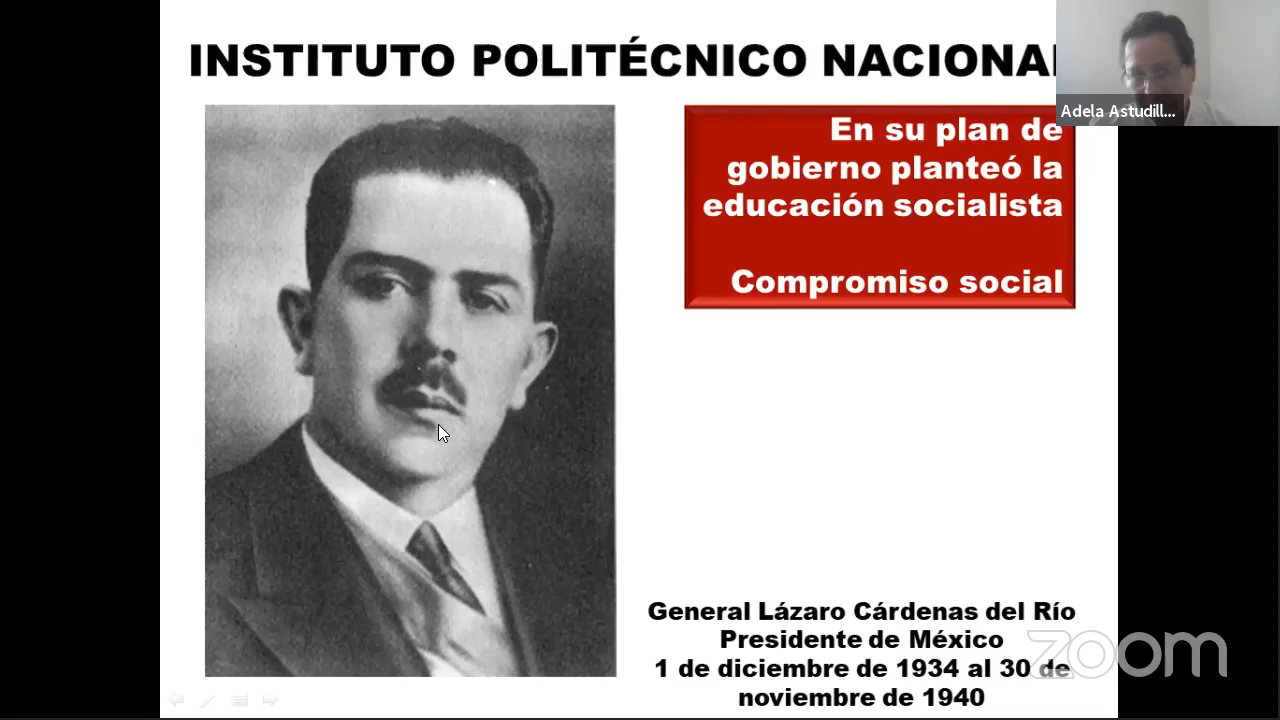 INSTITUTO POLITÉCNICO NACIONAL
Adela Astudill...
En su plan de
gobierno planteó la
educación socialista
Compromiso social
General Lázaro Cárdenas del Río
Presidente de México
1 de diciembre de 1934 al 30 de
noviembre de 1940
zoom